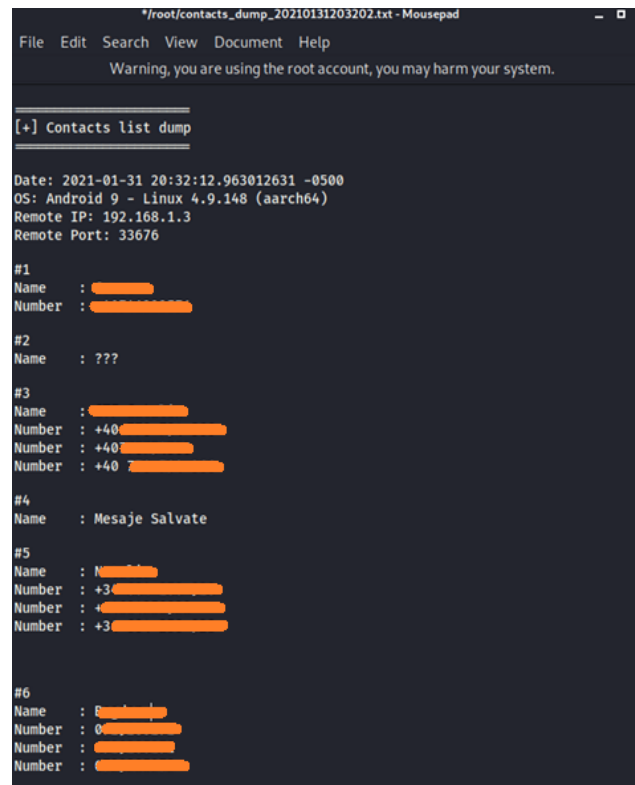 */root/contacts_dump_20210131203202.txt - Mousepad
File Edit Search View Document Help
Warning, you are using the root account, you may harm your system.
[+] Contacts list dump
Date: 2021-01-31 20:32:12.963012631 -0500
OS: Android 9 - Linux 4.9.148 (aarch64)
Remote IP: 192.168.1.3
Remote Port: 33676
#1
Name :
Number :
#2
Name : ???
#3
Name :
Number : +40
Number : +40
Number : +40 7
#4
Name : Mesaje Salvate
#5
Name : N
Number : +3
Number : +
Number : +3
#6
Name :
Number : 0
Number :
Number :